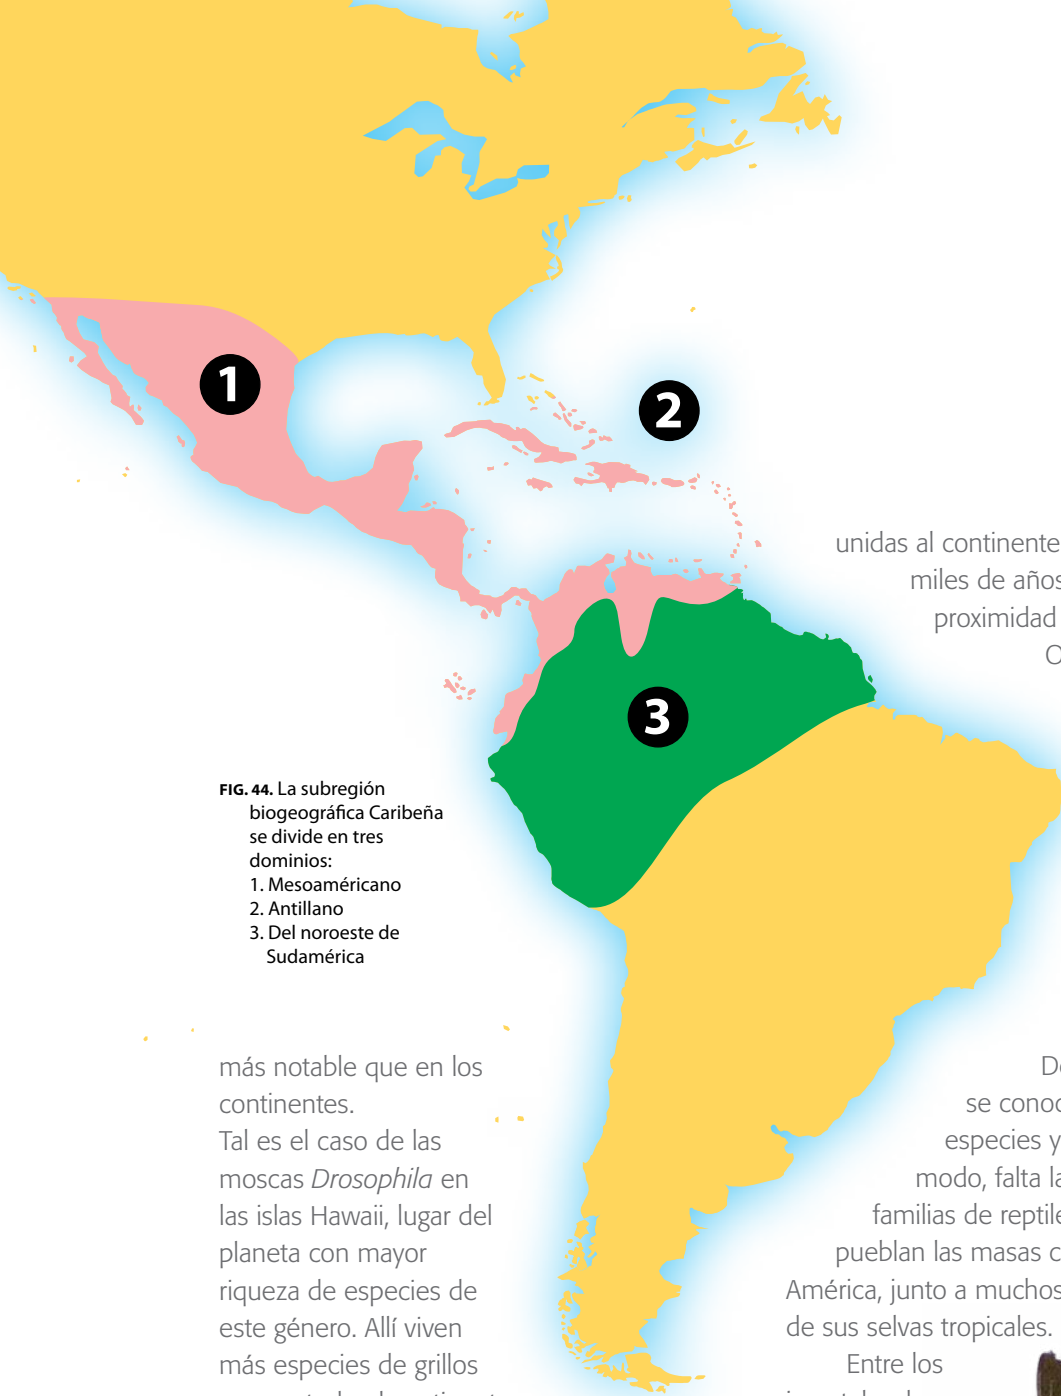 1
2
unidas al continente
miles de años
proximidad
3
FIG. 44. La subregión
biogeográfica Caribeña
se divide en tres
dominios:
1. Mesoaméricano
2. Antillano
3. Del noroeste de
Sudamérica
más notable que en los
continentes.
Tal es el caso de las
moscas Drosophila en
las islas Hawaii, lugar del
planeta con mayor
riqueza de especies de
este género. Allí viven
más especies de grillos
se conoc
especies y
modo, falta la
familias de reptile
pueblan las masas c
América, junto a muchos
de sus selvas tropicales.
Entre los